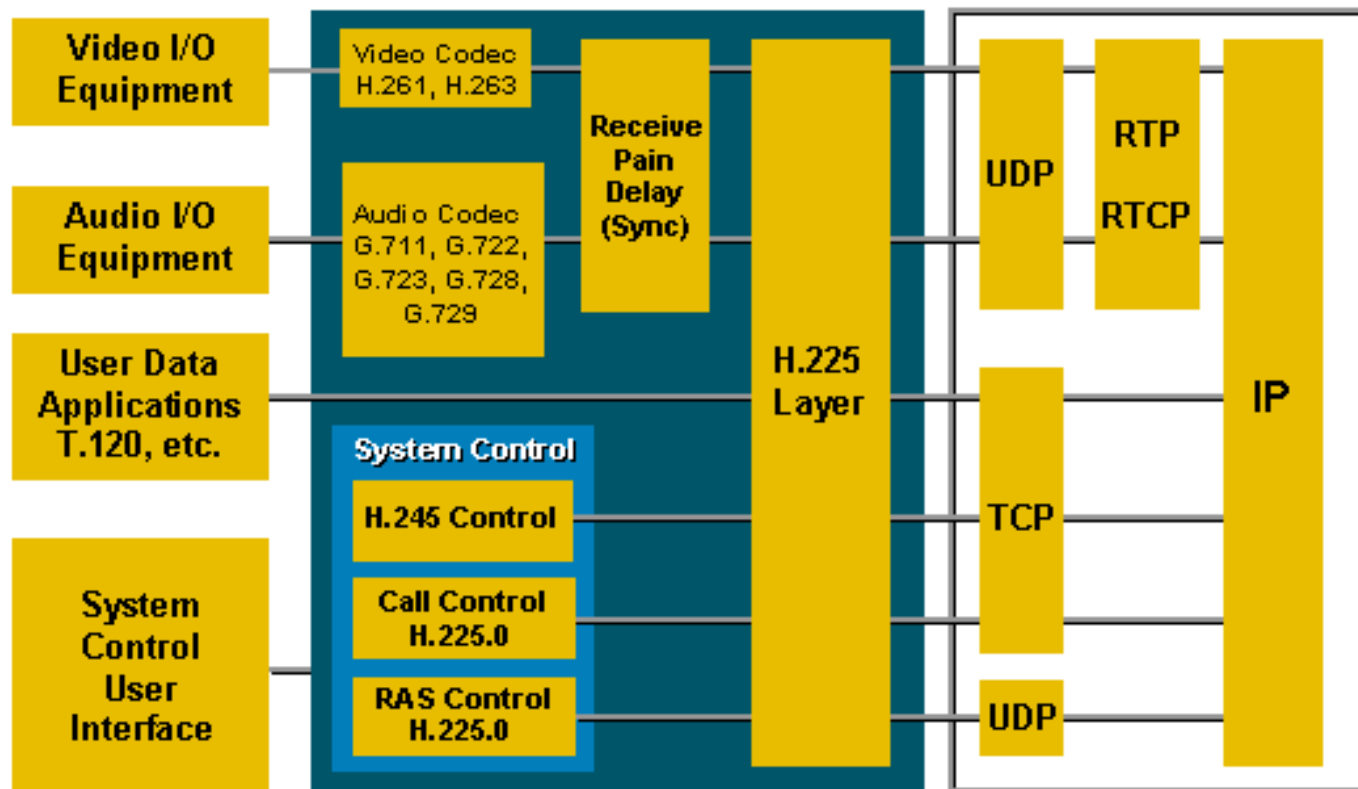 Video I/O
Equipment
Audio I/O
Equipment
User Data
Applications
T.120, etc.
System
Control
User
Interface
Video Codec
H.261, H.263
Audio Codec
G.711, G.722,
G.723, G.728,
G.729
Receive
Pain
Delay
(Sync)
System Control
H.245 Control
Call Control
H.225.0
RAS Control
H.225.0
H.225
Layer
UDP
RTP
RTCP
TCP
UDP
IP